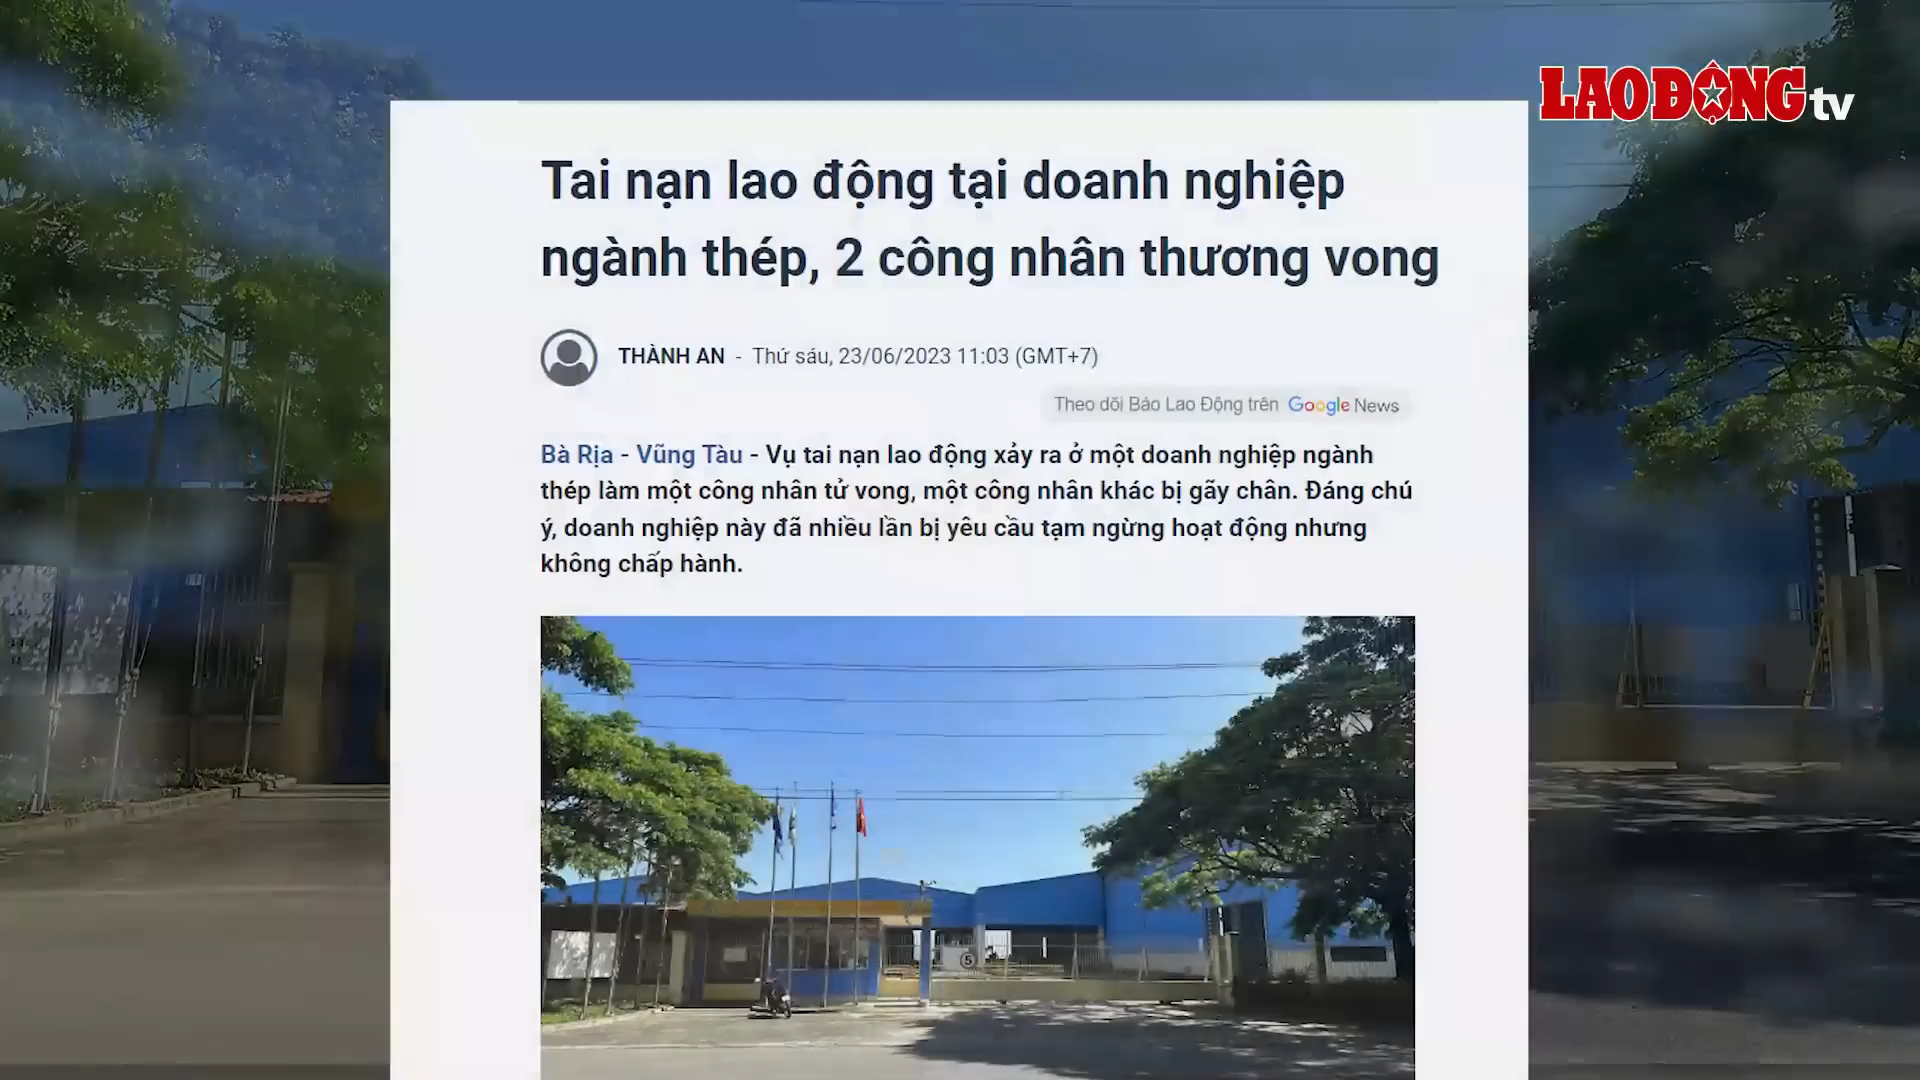 LAO ĐỘNG tv
Tai nạn lao động tại doanh nghiệp
ngành thép, 2 công nhân thương vong
THÀNH AN - Thứ sáu, 23/06/2023 11:03 (GMT+7)
Theo dõi Báo Lao Động trên Google News
Bà Rịa - Vũng Tàu - Vụ tai nạn lao động xảy ra ở một doanh nghiệp ngành
thép làm một công nhân tử vong, một công nhân khác bị gãy chân. Đáng chú
ý, doanh nghiệp này đã nhiều lần bị yêu cầu tạm ngừng hoạt động nhưng
không chấp hành.
5